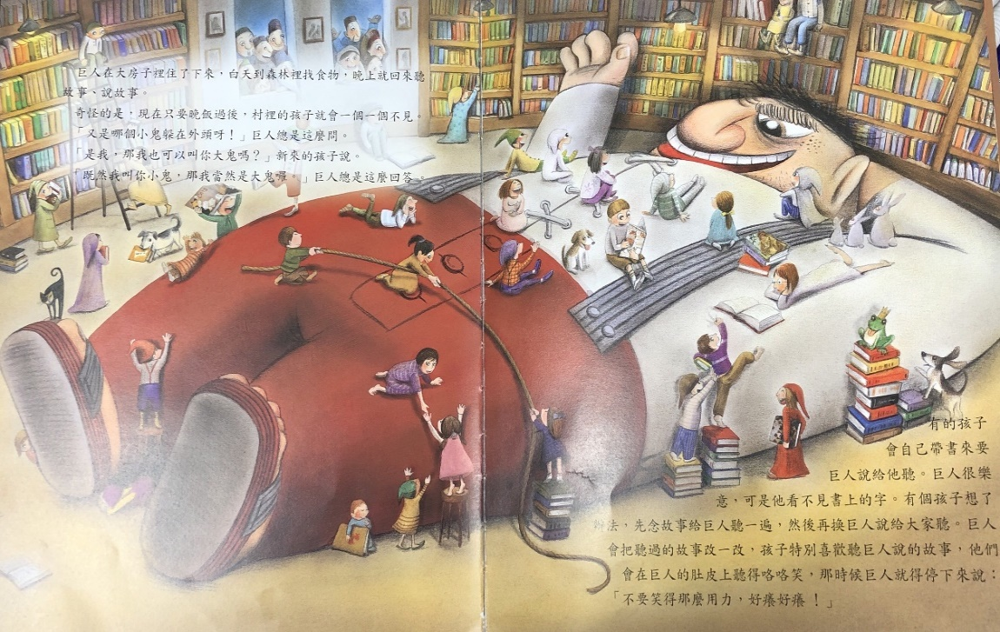 巨人在大房子裡住了下來，白天到森林裡找食物，晚上就回來聽
故事、說故事。
奇怪的是，現在只要晚飯過後，村裡的孩子就會一個一個不見。
「又是哪個小鬼躲在外頭呀！」巨人總是這麼問。
「是我，那我也可以叫你大鬼嗎？」新來的孩子說。
「既然我叫你小鬼，那我當然是大鬼囉。」巨人總是這麼回答。
有的孩子
會自己帶書來要
巨人說給他聽。巨人很樂
意，可是他看不見書上的字。有個孩子想了
辦法，先念故事給巨人聽一遍，然後再換巨人說給大家聽。巨人
會把聽過的故事改一改，孩子特別喜歡聽巨人說的故事，他們
會在巨人的肚皮上聽得咯咯笑，那時候巨人就得停下來說：
「不要笑得那麼用力，好癢好癢！」